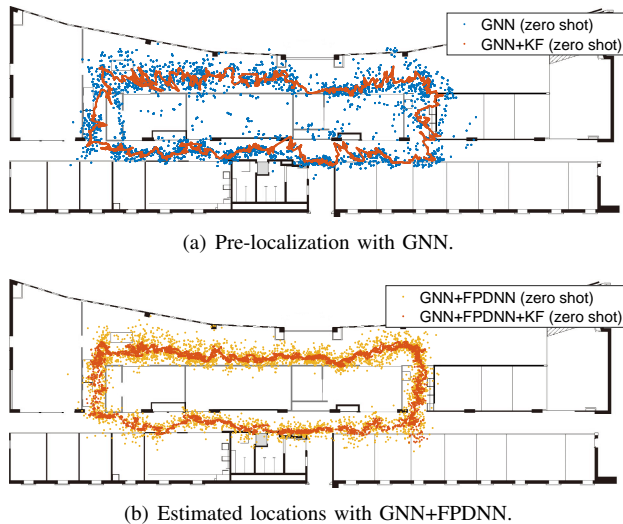 GNN (zero shot)
GNN+KF (zero shot)
(a) Pre-localization with GNN.
GNN+FPDNN (zero shot)
GNN+FPDNN+KF (zero shot)
(b) Estimated locations with GNN+FPDNN.